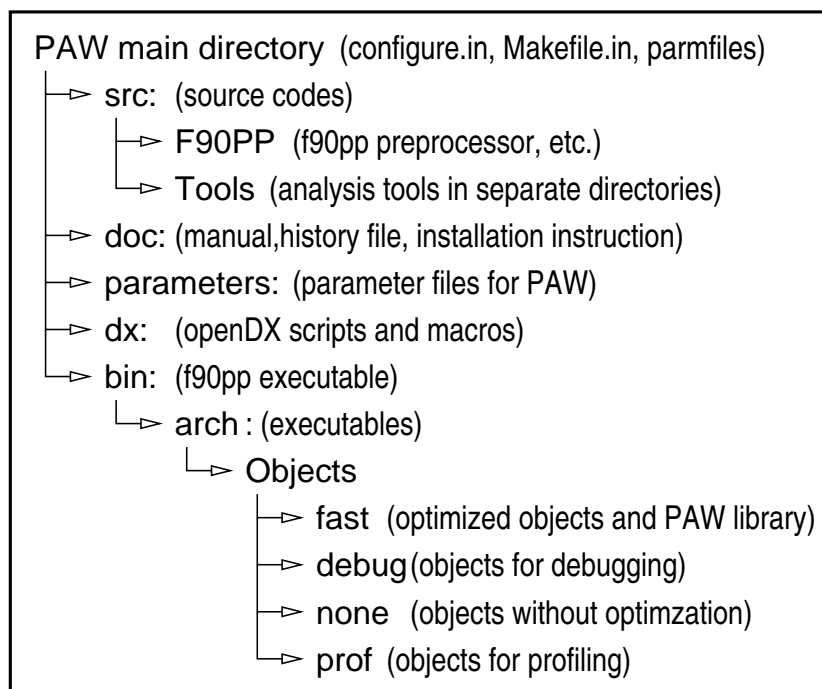 PAW main directory (configure.in, Makefile.in, parmfiles)
src: (source codes)
F90PP (f90pp preprocessor, etc.)
Tools (analysis tools in separate directories)
doc: (manual,history file, installation instruction)
parameters: (parameter files for PAW)
dx: (openDX scripts and macros)
bin: (f90pp executable)
arch : (executables)
Objects
fast (optimized objects and PAW library)
debug (objects for debugging)
none (objects without optimzation)
prof (objects for profiling)